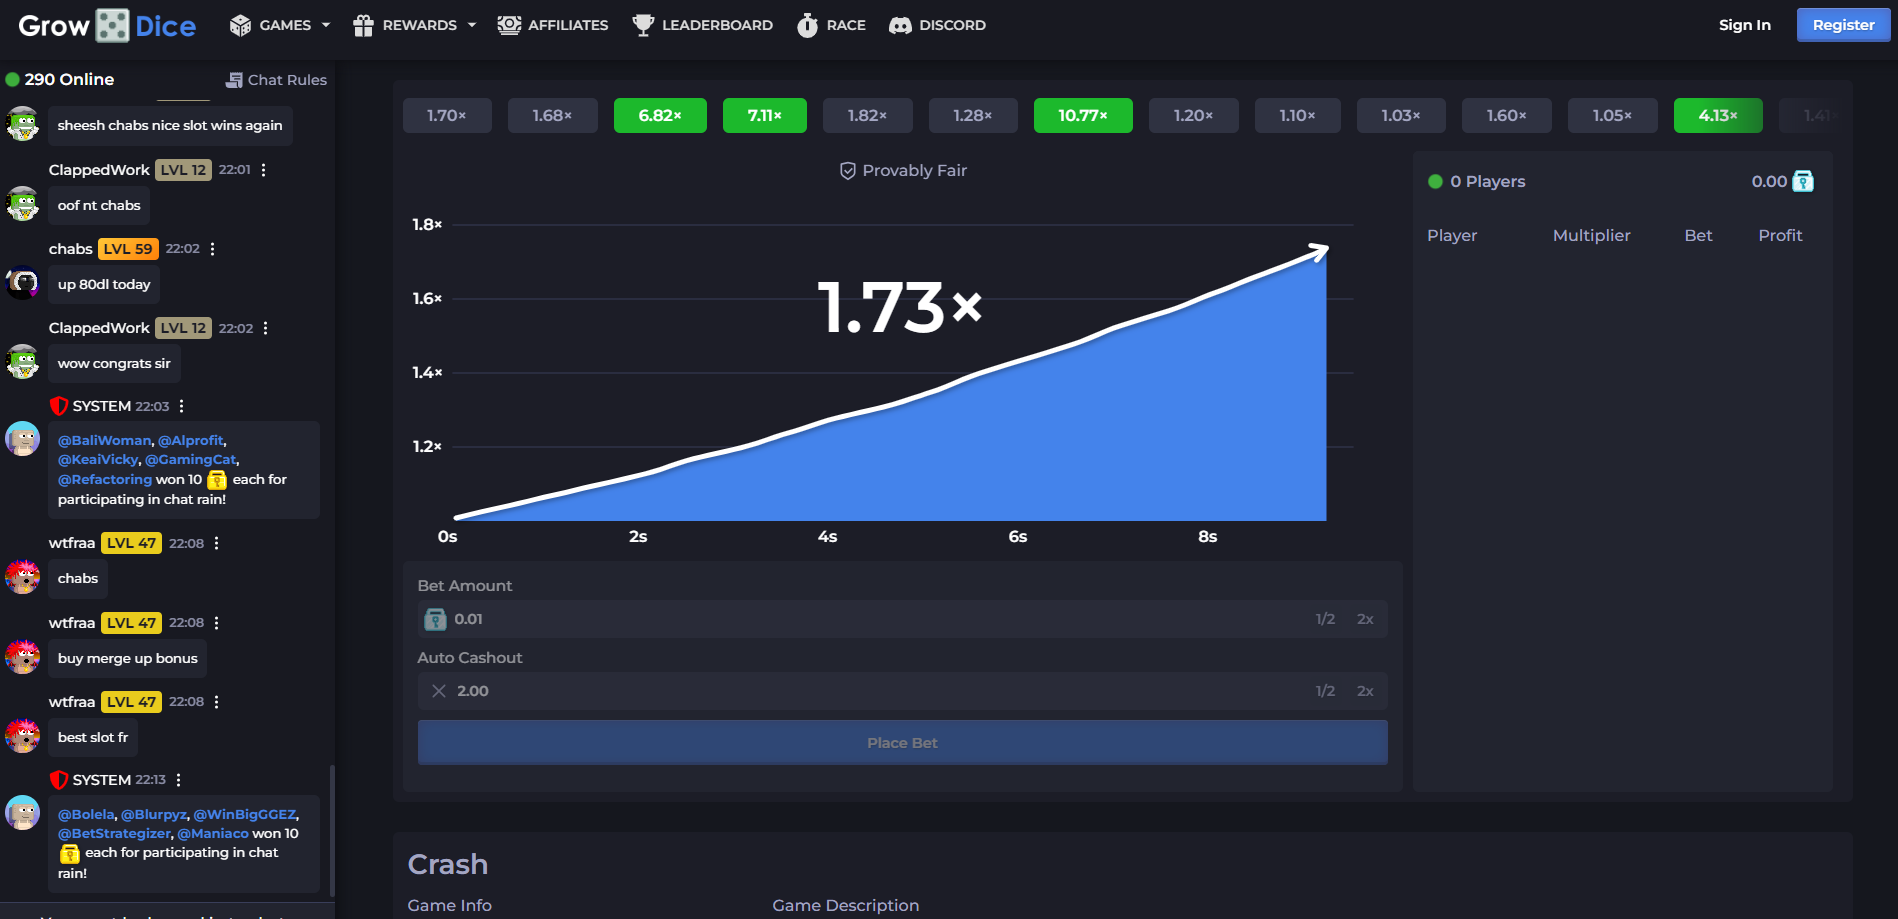 Grow Dice
GAMES
REWARDS
AFFILIATES
LEADERBOARD
RACE
DISCORD
Sign In
Register
290 Online
Chat Rules
sheesh chabs nice slot wins again
ClappedWork LVL 12 22:01
oof nt chabs
chabs LVL 59 22:02
up 80dl today
ClappedWork LVL 12 22:02
wow congrats sir
SYSTEM 22:03
@BaliWoman, @Alprofit,
@KeaiVicky, @GamingCat,
@Refactoring won 10 each for
participating in chat rain!
wtfraa LVL 47 22:08
chabs
wtfraa LVL 47 22:08
buy merge up bonus
wtfraa LVL 47 22:08
best slot fr
SYSTEM 22:13
@Bolela, @Blurpyz, @WinBigGGEZ,
@BetStrategizer, @Maniaco won 10
each for participating in chat
rain!
1.70× 1.68× 6.82× 7.11× 1.82× 1.28× 10.77× 1.20× 1.10× 1.03× 1.60× 1.05× 4.13× 1.41×
Provably Fair
1.8×
1.6×
1.4×
1.2×
1.73×
0s 2s 4s 6s 8s
Bet Amount
0.01 1/2 2x
Auto Cashout
2.00 1/2 2x
Place Bet
0 Players 0.00
Player Multiplier Bet Profit
Crash
Game Info
Game Description